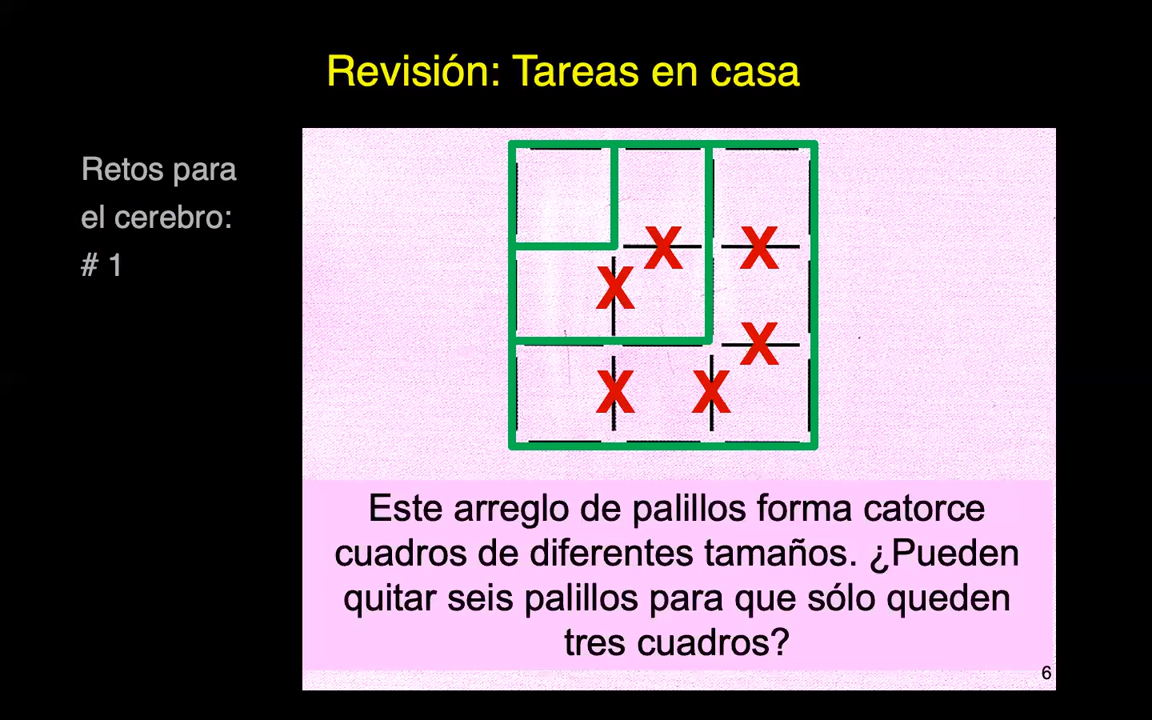 Revisión: Tareas en casa
Retos para
el cerebro:
# 1
X
X
X
X
X
X
Este arreglo de palillos forma catorce
cuadros de diferentes tamaños. ¿Pueden
quitar seis palillos para que sólo queden
tres cuadros?
6